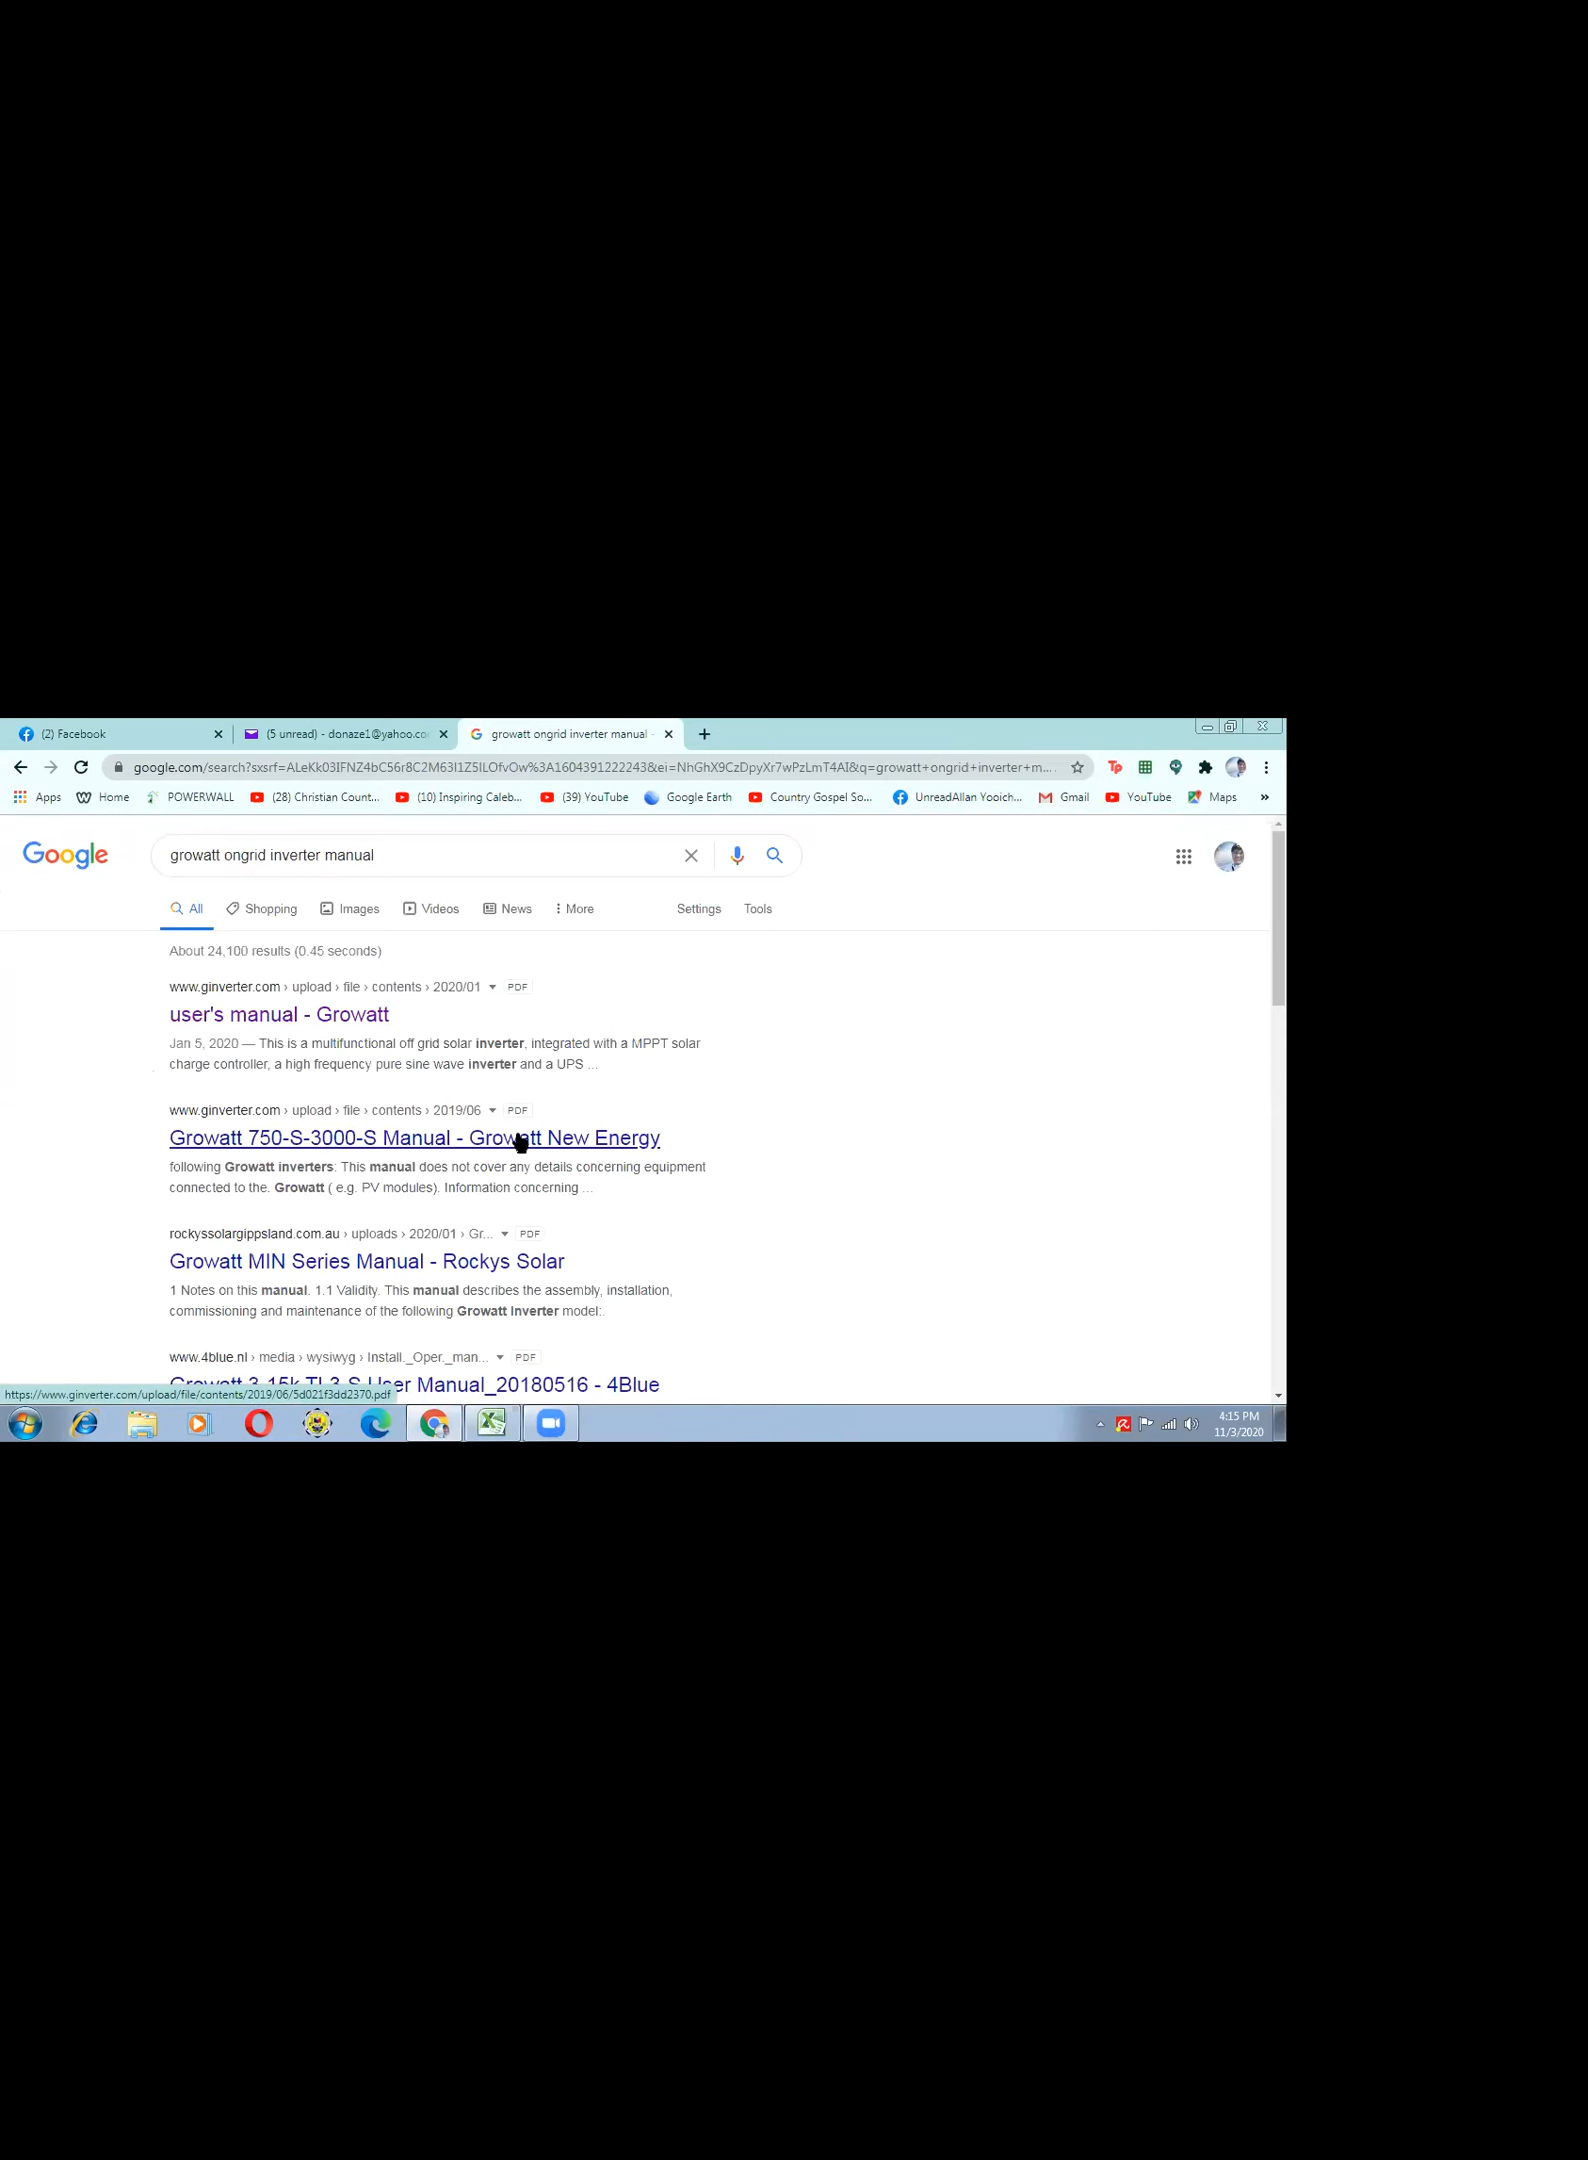 (2) Facebook
(5 unread) - donaze1@yahoo.co
growatt ongrid inverter manual -
google.com/search?sxsrf=ALeKk03IFNZ4bC56r8C2M63I1Z5ILOfvOw%3A1604391222243&ei=NhGhX9CzDpyXr7wPzLmT4AI&q=growatt+ongrid+inverter+m...
Apps Home POWERWALL (28) Christian Count... (10) Inspiring Caleb... (39) YouTube Google Earth Country Gospel So... UnreadAllan Yooich... Gmail YouTube Maps »
Google
growatt ongrid inverter manual
All Shopping Images Videos News More Settings Tools
About 24,100 results (0.45 seconds)
www.ginverter.com › upload › file › contents › 2020/01 PDF
user's manual - Growatt
Jan 5, 2020 — This is a multifunctional off grid solar inverter, integrated with a MPPT solar
charge controller, a high frequency pure sine wave inverter and a UPS ...
www.ginverter.com › upload › file › contents › 2019/06 PDF
Growatt 750-S-3000-S Manual - Growatt New Energy
following Growatt inverters: This manual does not cover any details concerning equipment
connected to the. Growatt ( e.g. PV modules). Information concerning ...
rockyssolargippsland.com.au › uploads › 2020/01 › Gr... PDF
Growatt MIN Series Manual - Rockys Solar
1 Notes on this manual. 1.1 Validity. This manual describes the assembly, installation,
commissioning and maintenance of the following Growatt Inverter model:.
www.4blue.nl › media › wysiwyg › Install._Oper._man... PDF
Growatt 3-15k TL3-S User Manual_20180516 - 4Blue
https://www.ginverter.com/upload/file/contents/2019/06/5d021f3dd2370.pdf
4:15 PM
11/3/2020